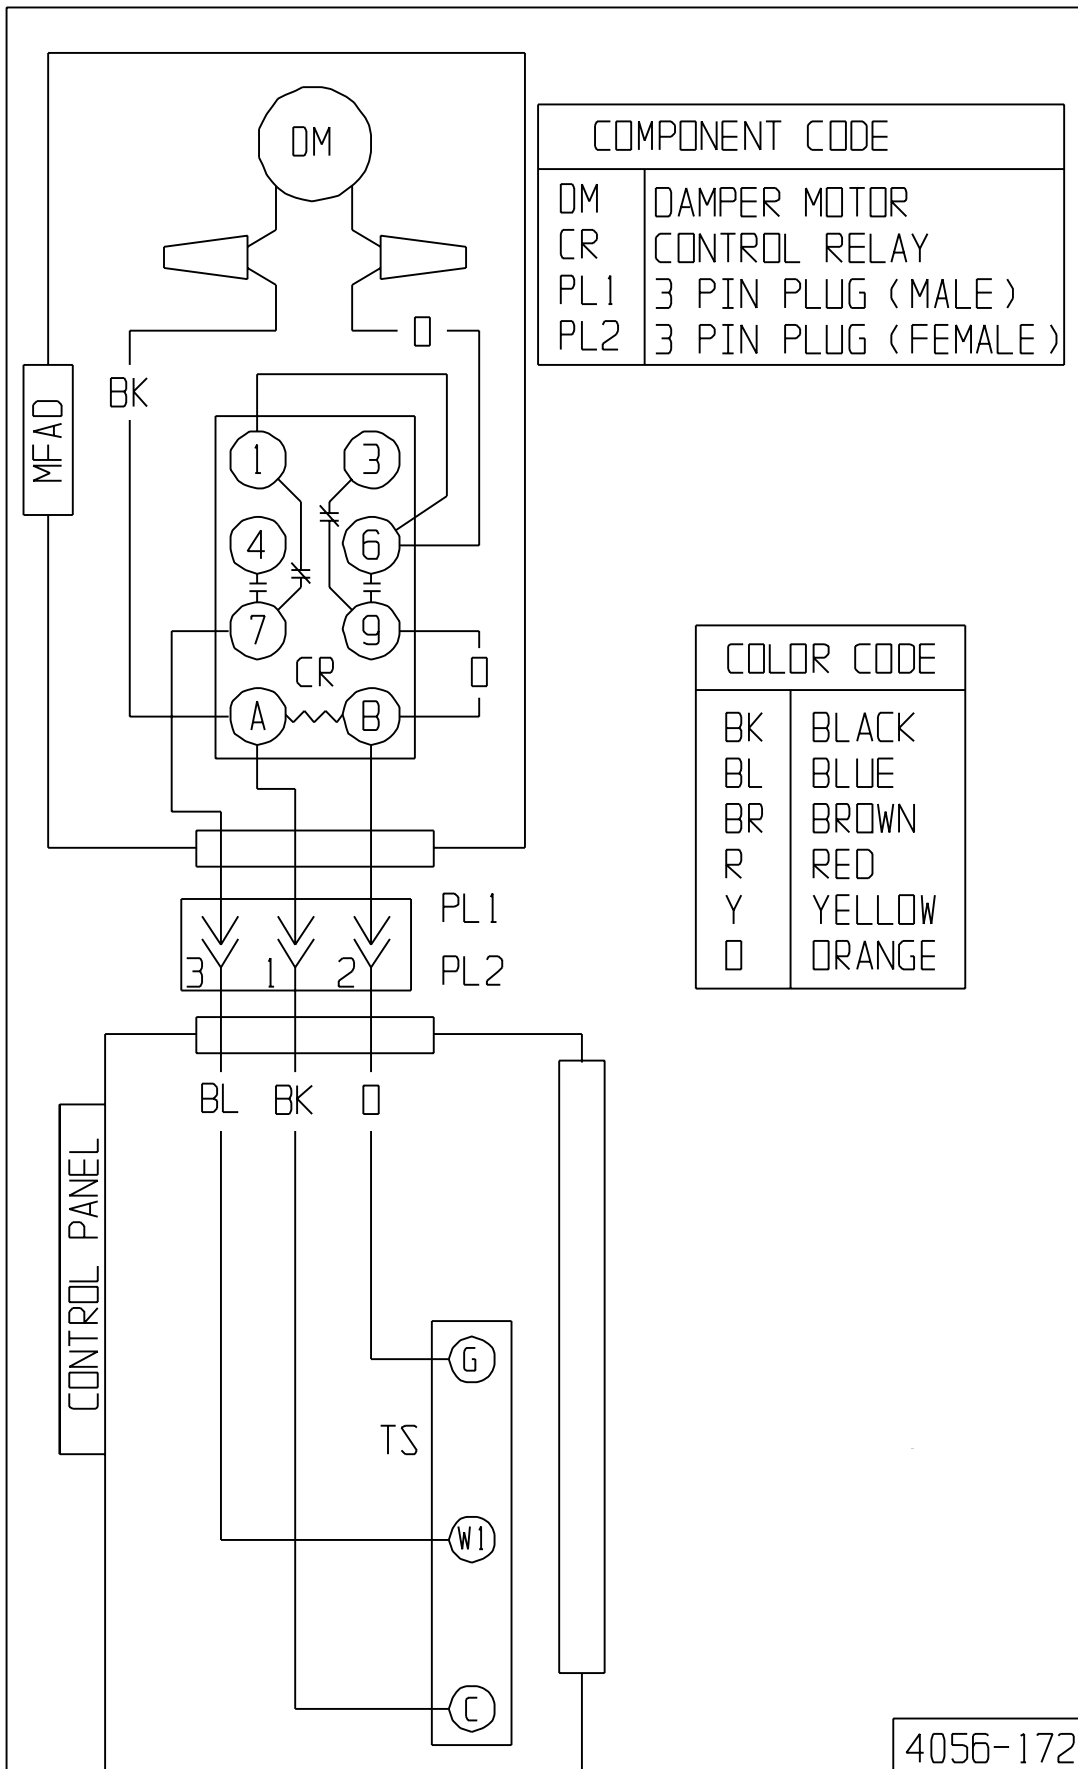 DM
COMPONENT CODE
DM DAMPER MOTOR
CR CONTROL RELAY
PL1 3 PIN PLUG (MALE)
PL2 3 PIN PLUG (FEMALE)
O
BK
MFAD
1 3
4 6
7 9
CR
O
A B
COLOR CODE
BK BLACK
BL BLUE
BR BROWN
R RED
Y YELLOW
O ORANGE
PL1
3 1 2
PL2
BL BK O
CONTROL PANEL
G
TS
W1
C
4056-172